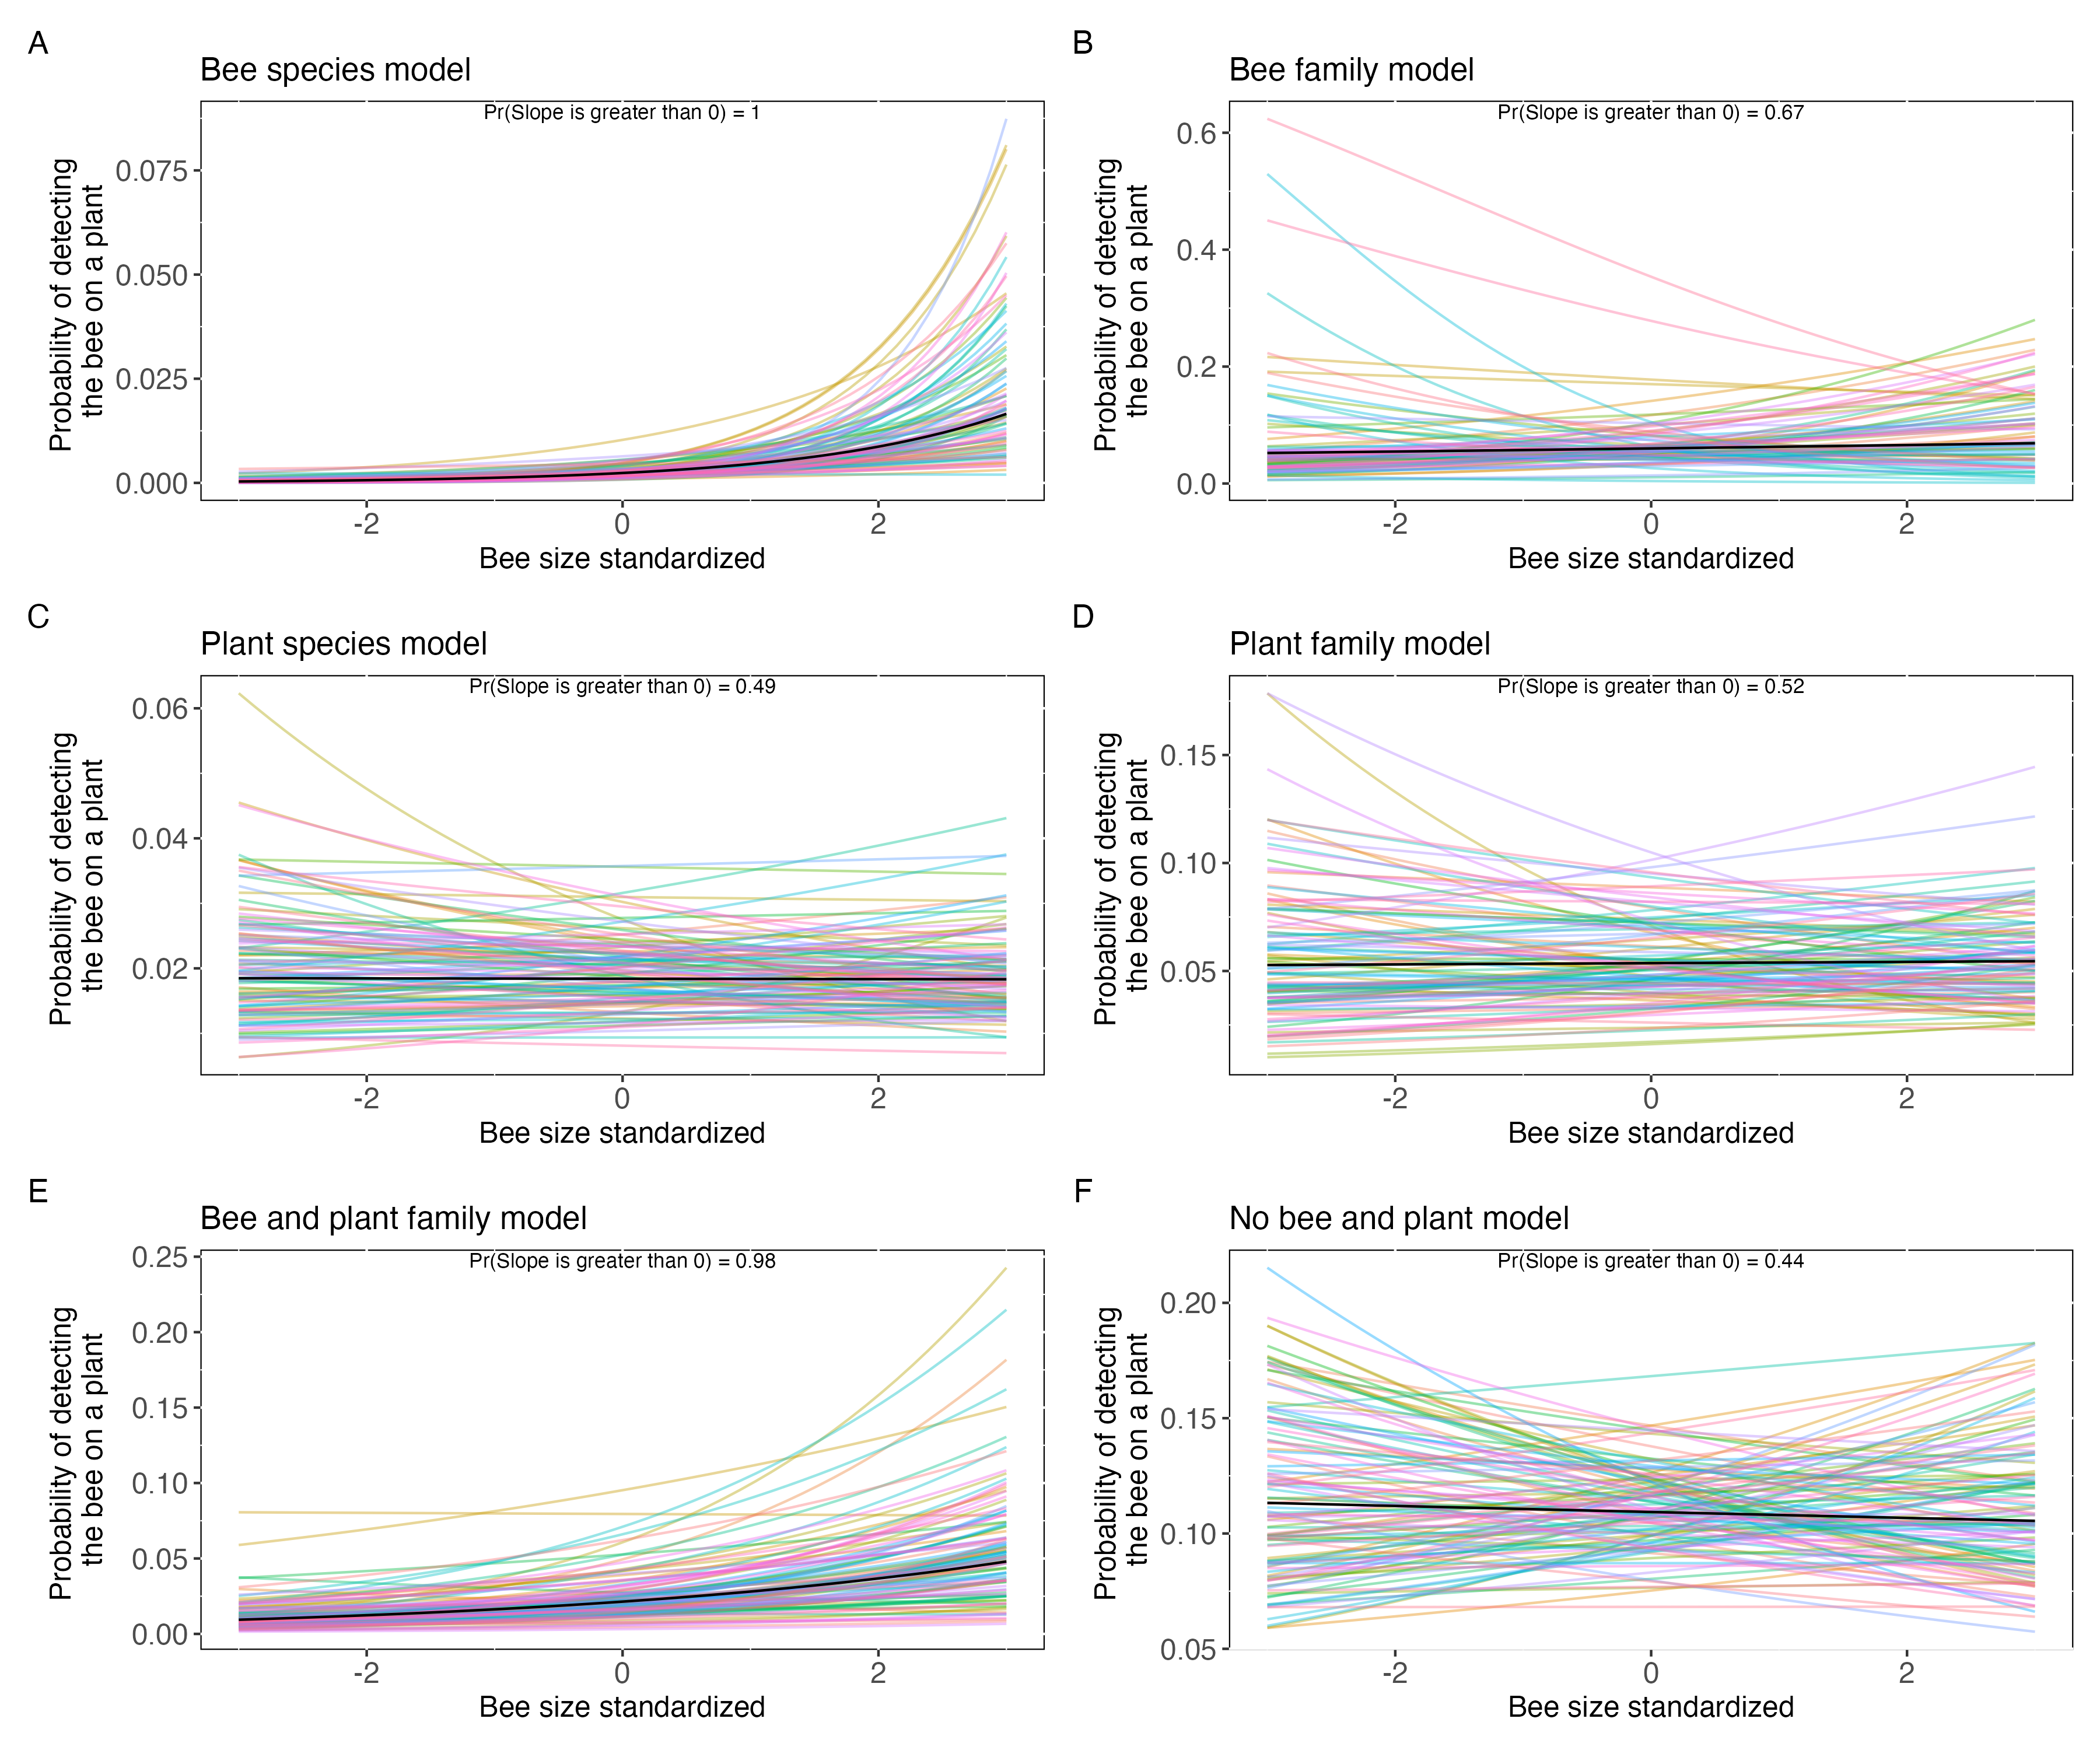 A
Bee species model
Pr(Slope is greater than 0) = 1
Probability of detecting
the bee on a plant
0.075
0.050
0.025
0.000
-2
0
2
Bee size standardized
B
Bee family model
Pr(Slope is greater than 0) = 0.67
Probability of detecting
the bee on a plant
0.6
0.4
0.2
0.0
-2
0
2
Bee size standardized
C
Plant species model
Pr(Slope is greater than 0) = 0.49
Probability of detecting
the bee on a plant
0.06
0.04
0.02
-2
0
2
Bee size standardized
D
Plant family model
Pr(Slope is greater than 0) = 0.52
Probability of detecting
the bee on a plant
0.15
0.10
0.05
-2
0
2
Bee size standardized
E
Bee and plant family model
Pr(Slope is greater than 0) = 0.98
Probability of detecting
the bee on a plant
0.25
0.20
0.15
0.10
0.05
0.00
-2
0
2
Bee size standardized
F
No bee and plant model
Pr(Slope is greater than 0) = 0.44
Probability of detecting
the bee on a plant
0.20
0.15
0.10
0.05
-2
0
2
Bee size standardized